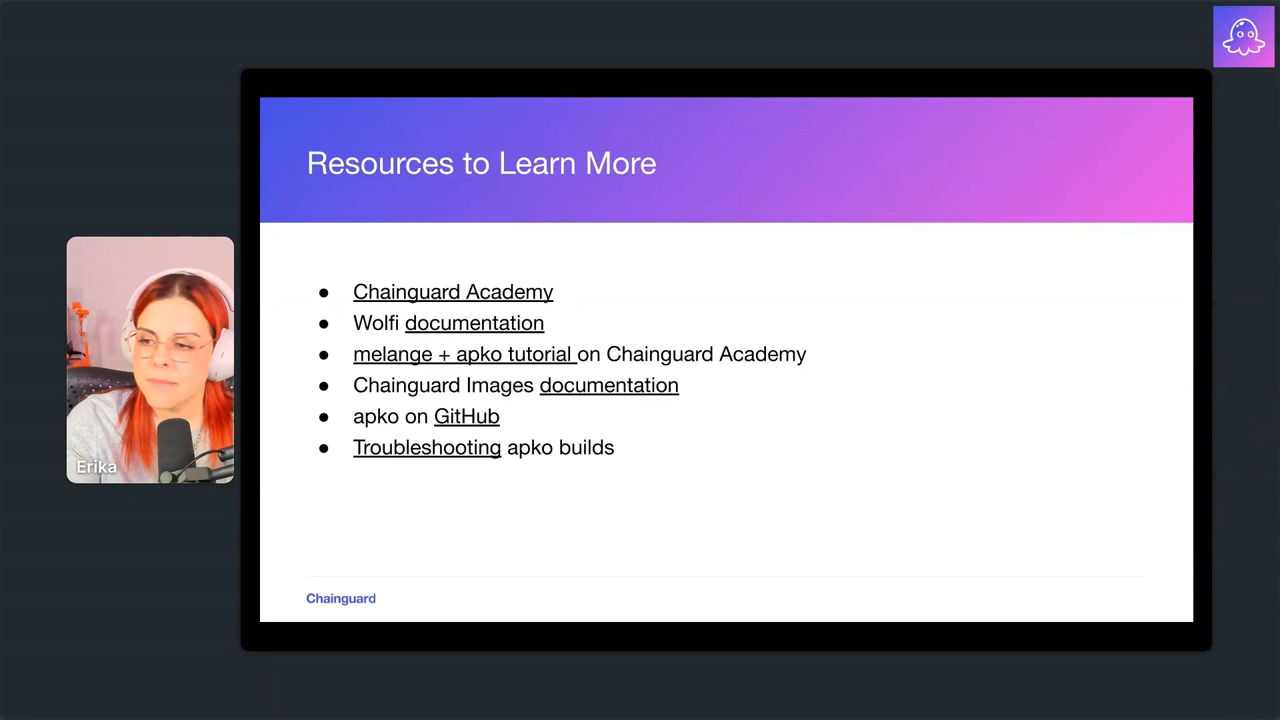 Resources to Learn More
Chainguard Academy
Wolfi documentation
melange + apko tutorial on Chainguard Academy
Chainguard Images documentation
apko on GitHub
Troubleshooting apko builds
Erika
Chainguard